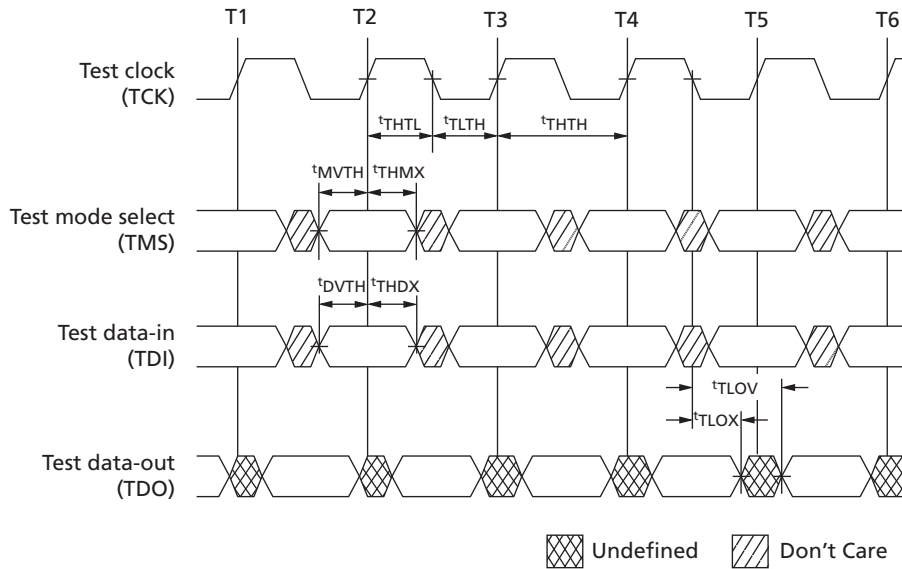 T1 T2 T3 T4 T5 T6
Test clock
(TCK)
tTHTL tTLTH tTHTH
tMVTH tTHMX
Test mode select
(TMS)
tDVTH tTHDX
Test data-in
(TDI)
tTLOV
tTLOX
Test data-out
(TDO)
Undefined Don't Care